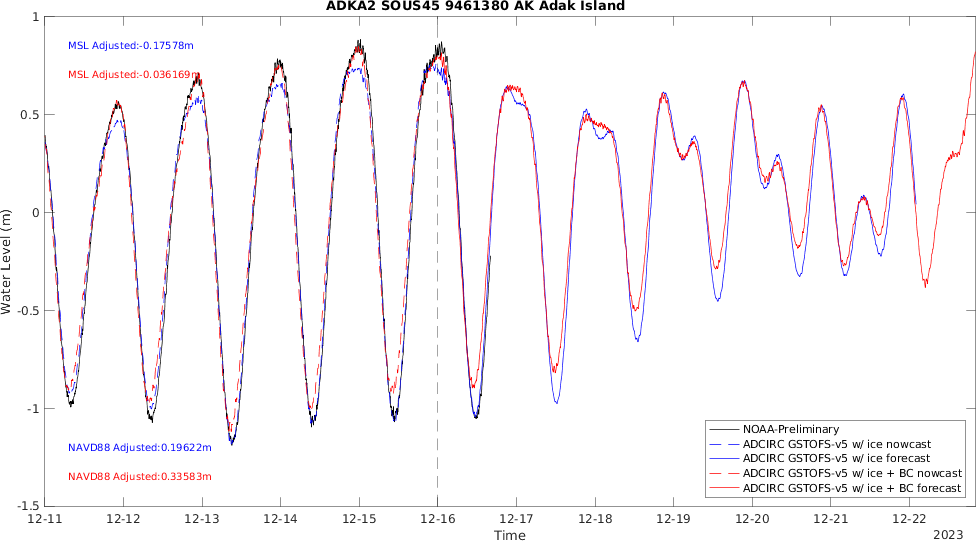 ADKA2 SOUS45 9461380 AK Adak Island
1
MSL Adjusted:-0.17578m
MSL Adjusted:-0.036169m
0.5
0
Water Level (m)
-0.5
-1
NAVD88 Adjusted:0.19622m
NAVD88 Adjusted:0.33583m
-1.5
NOAA-Preliminary
ADCIRC GSTOFS-v5 w/ ice nowcast
ADCIRC GSTOFS-v5 w/ ice forecast
ADCIRC GSTOFS-v5 w/ ice + BC nowcast
ADCIRC GSTOFS-v5 w/ ice + BC forecast
12-11 12-12 12-13 12-14 12-15 12-16 12-17 12-18 12-19 12-20 12-21 12-22
Time
2023